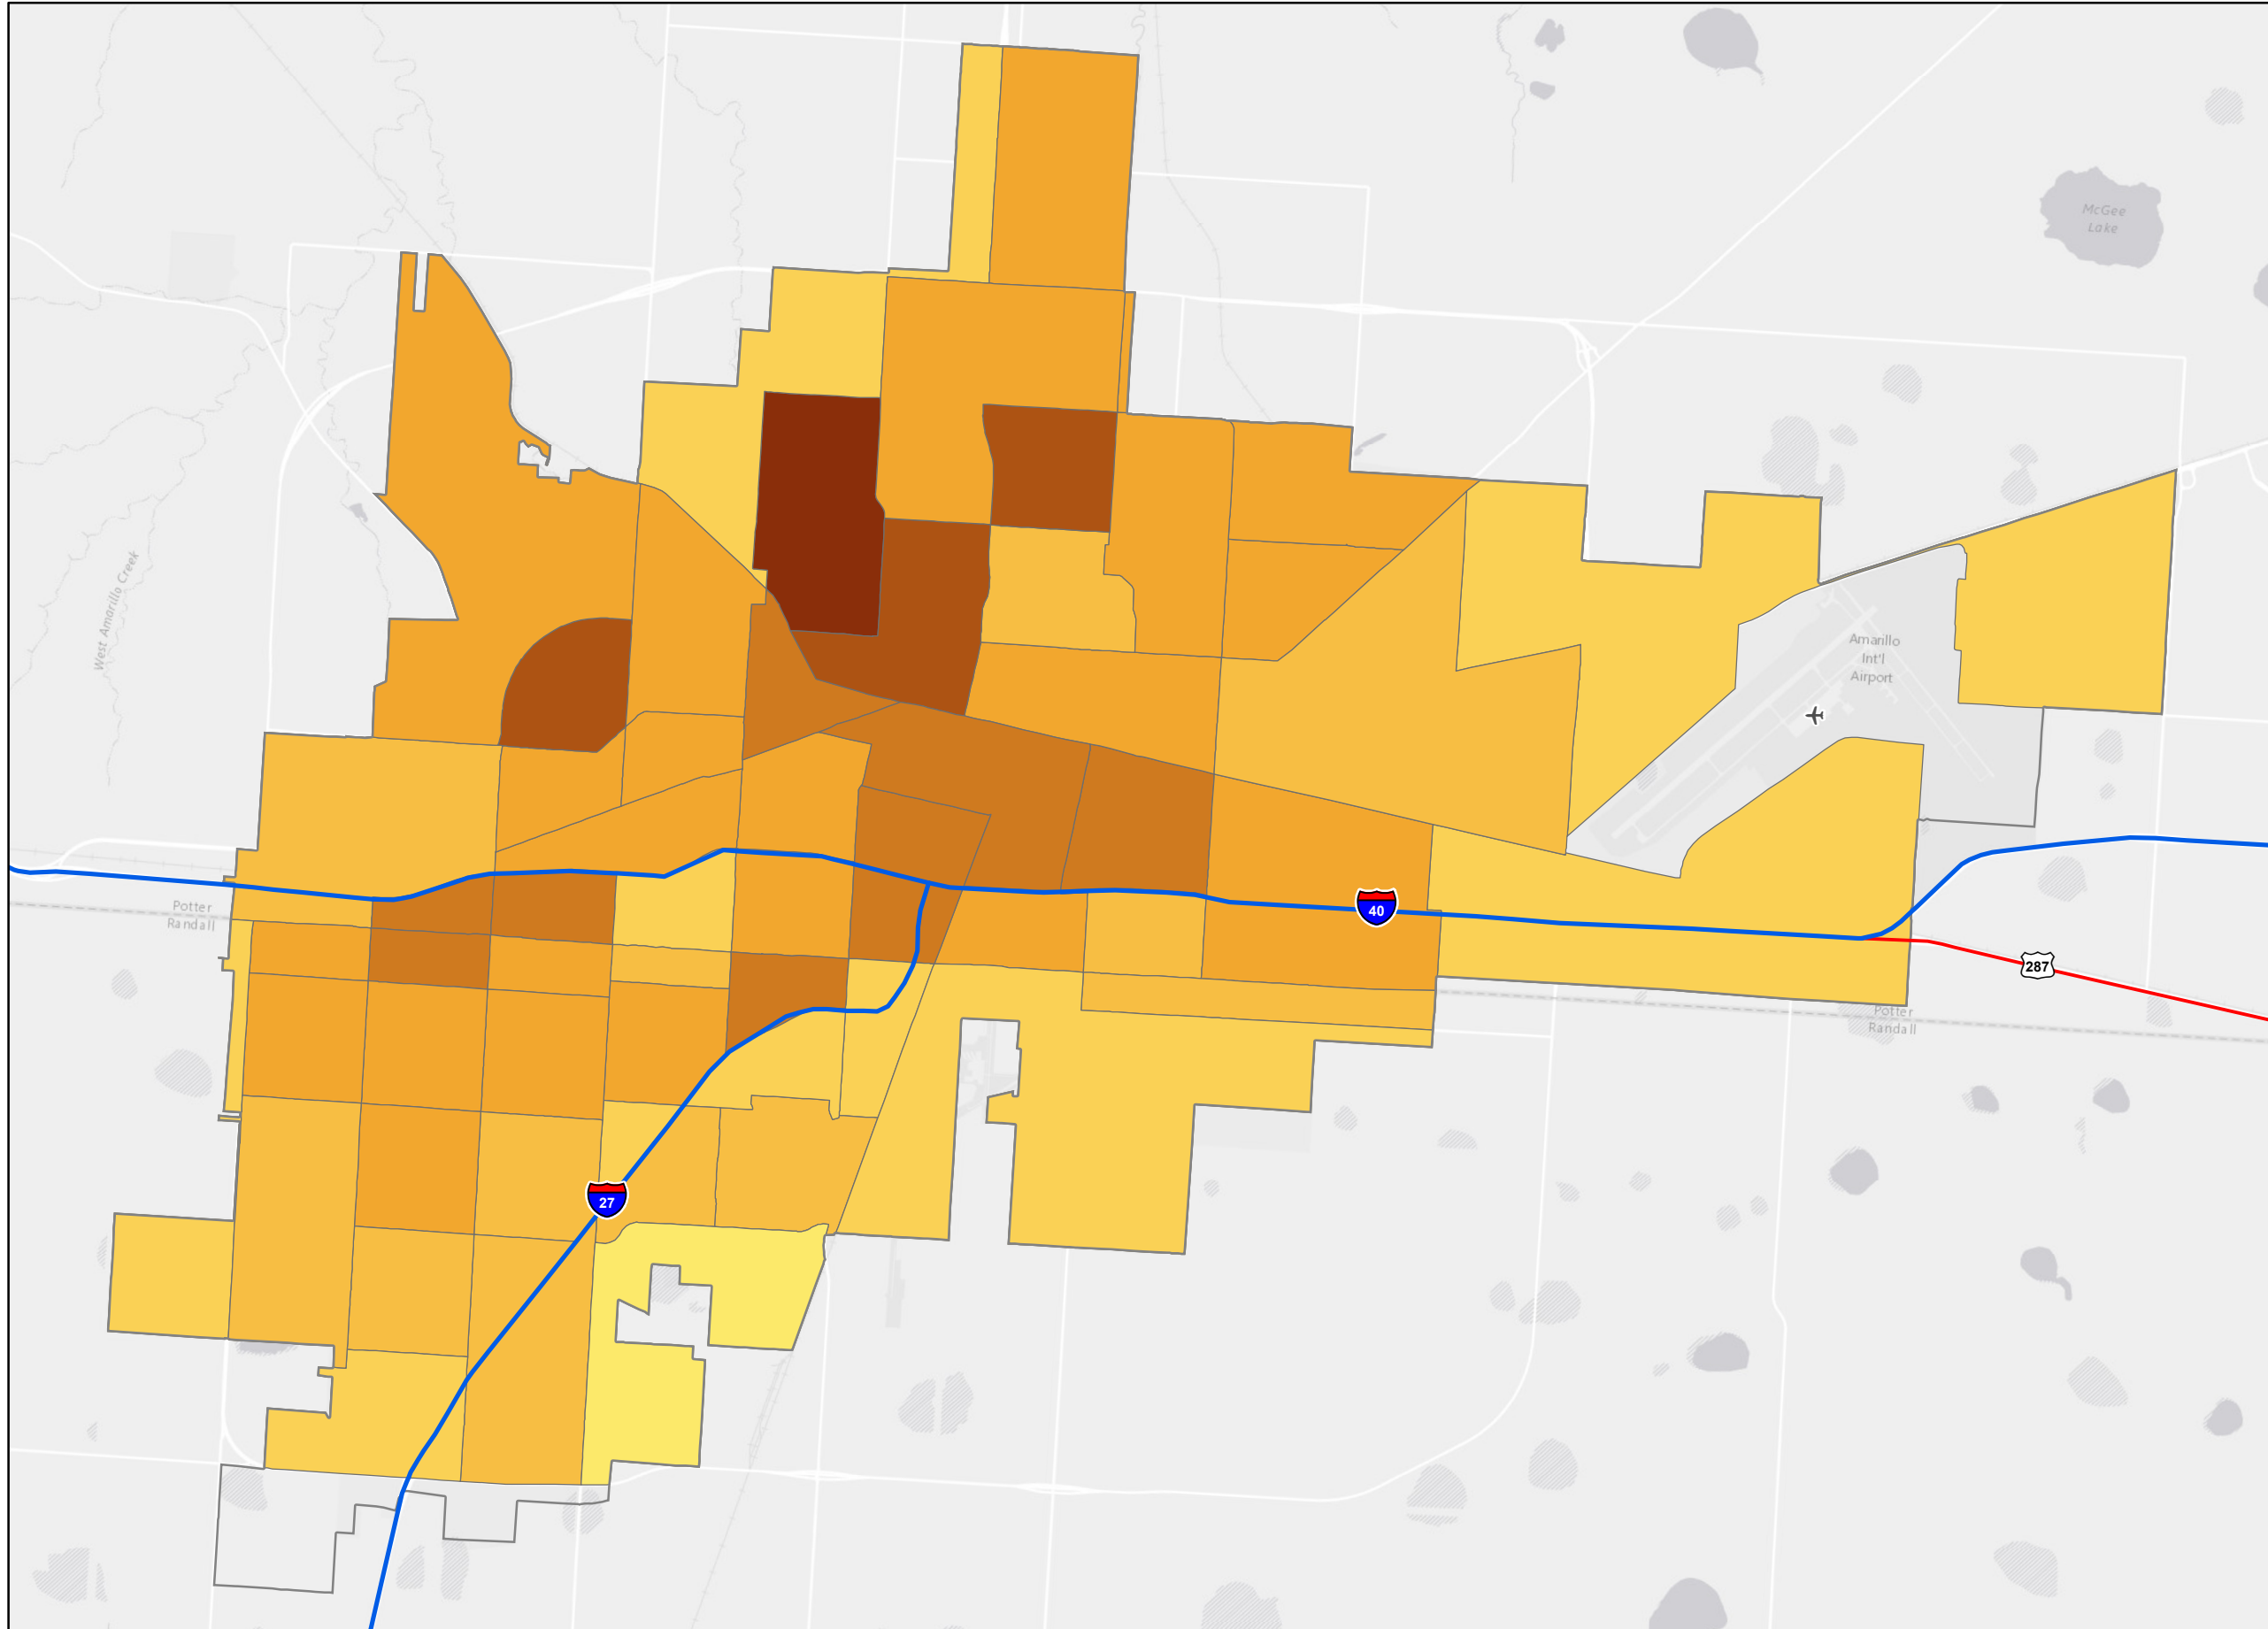 McGee
Lake
West Amarillo Creek
Amarillo
Int'l
Airport
Potter
Randall
40
287
Potter
Randall
27